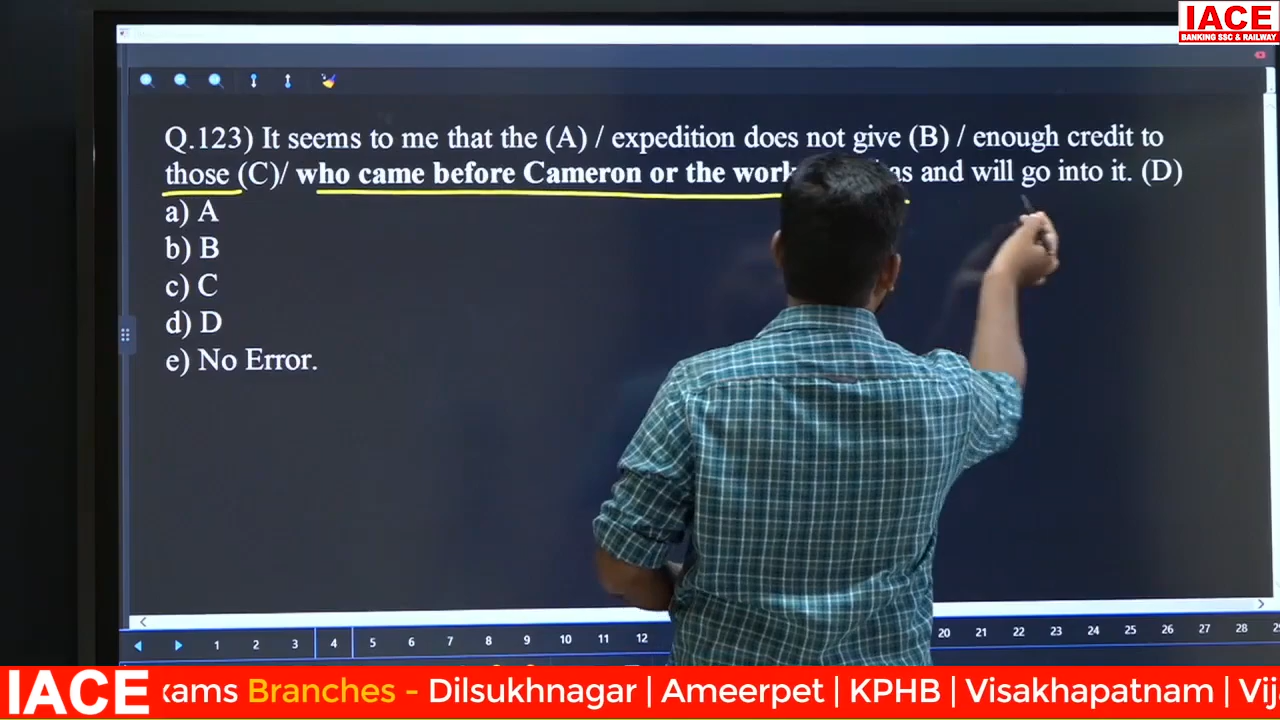 IACE
BANKING SSC & RAILWAY
Q.123) It seems to me that the (A) / expedition does not give (B) / enough credit to
those (C)/ who came before Cameron or the work as and will go into it. (D)
a) A
b) B
c) C
d) D
e) No Error.
1 2 3 4 5 6 7 8 9 10 11 12 20 21 22 23 24 25 26 27 28
IACE xams Branches - Dilsukhnagar | Ameerpet | KPHB | Visakhapatnam | Vij